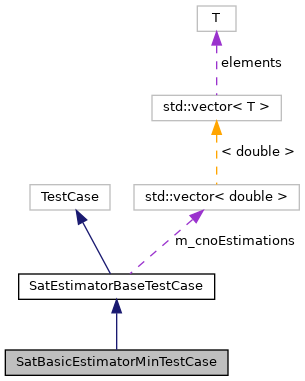 T
elements
std::vector< T >
< double >
TestCase
std::vector< double >
m_cnoEstimations
SatEstimatorBaseTestCase
SatBasicEstimatorMinTestCase